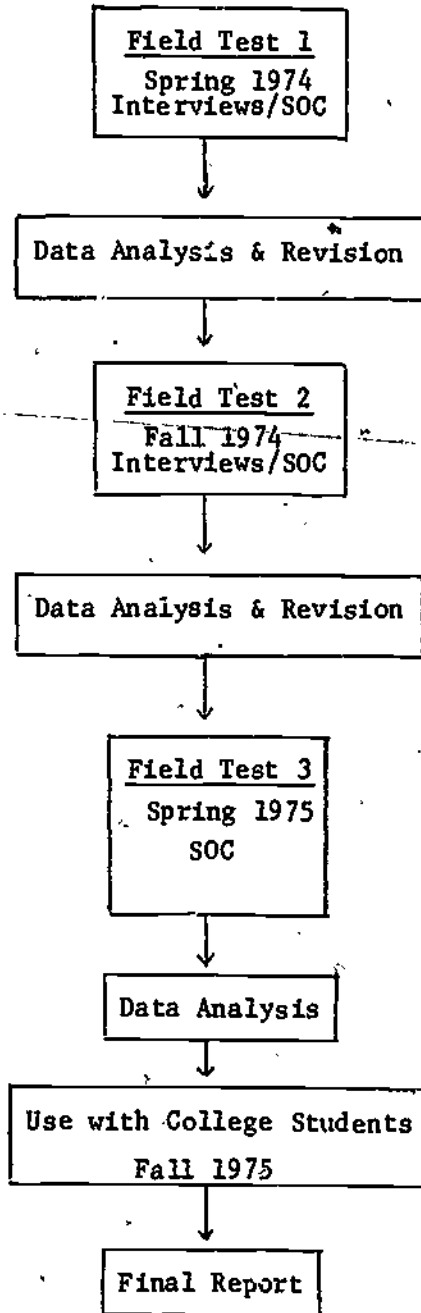 Field Test 1
Spring 1974
Interviews/SOC
Data Analysis & Revision
Field Test 2
Fall 1974
Interviews/SOC
Data Analysis & Revision
Field Test 3
Spring 1975
SOC
Data Analysis
Use with College Students
Fall 1975
Final Report